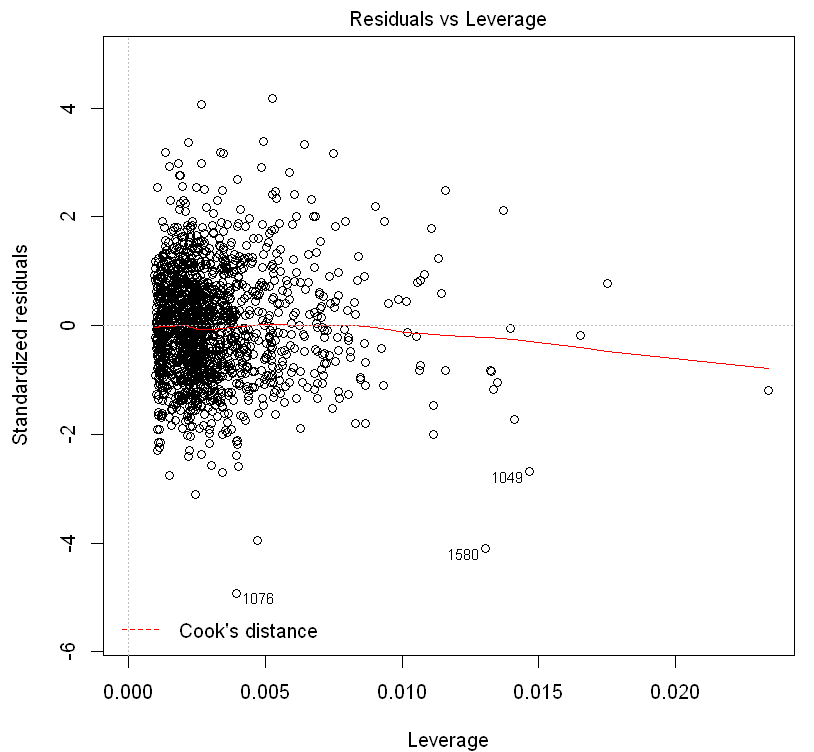 Residuals vs Leverage
Standardized residuals
4
2
0
-2
-4
-6
1049
1580
1076
Cook's distance
0.000 0.005 0.010 0.015 0.020
Leverage